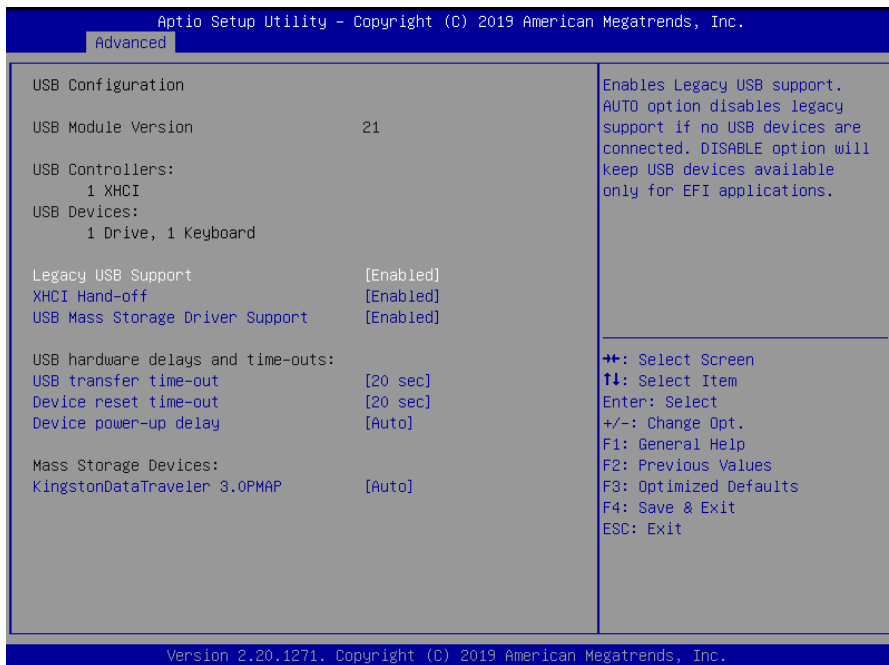 Aptio Setup Utility – Copyright (C) 2019 American Megatrends, Inc.
Advanced
USB Configuration
USB Module Version 21
USB Controllers:
1 XHCI
USB Devices:
1 Drive, 1 Keyboard
Legacy USB Support [Enabled]
XHCI Hand-off [Enabled]
USB Mass Storage Driver Support [Enabled]
USB hardware delays and time-outs:
USB transfer time-out [20 sec]
Device reset time-out [20 sec]
Device power-up delay [Auto]
Mass Storage Devices:
KingstonDataTraveler 3.0PMAP [Auto]
Enables Legacy USB support.
AUTO option disables legacy
support if no USB devices are
connected. DISABLE option will
keep USB devices available
only for EFI applications.
→←: Select Screen
↑↓: Select Item
Enter: Select
+/-: Change Opt.
F1: General Help
F2: Previous Values
F3: Optimized Defaults
F4: Save & Exit
ESC: Exit
Version 2.20.1271. Copyright (C) 2019 American Megatrends, Inc.